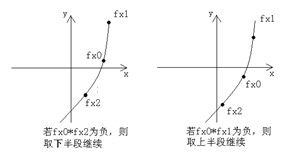 y
fx1
fx0
x
fx2
若fx0*fx2为负，则
取下半段继续
y
fx1
fx0
x
fx2
若fx0*fx1为负，则
取上半段继续